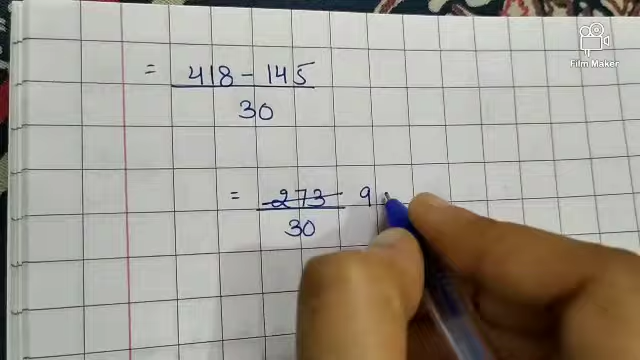 Film Maker
= 418 - 145
30
= 273 9
30